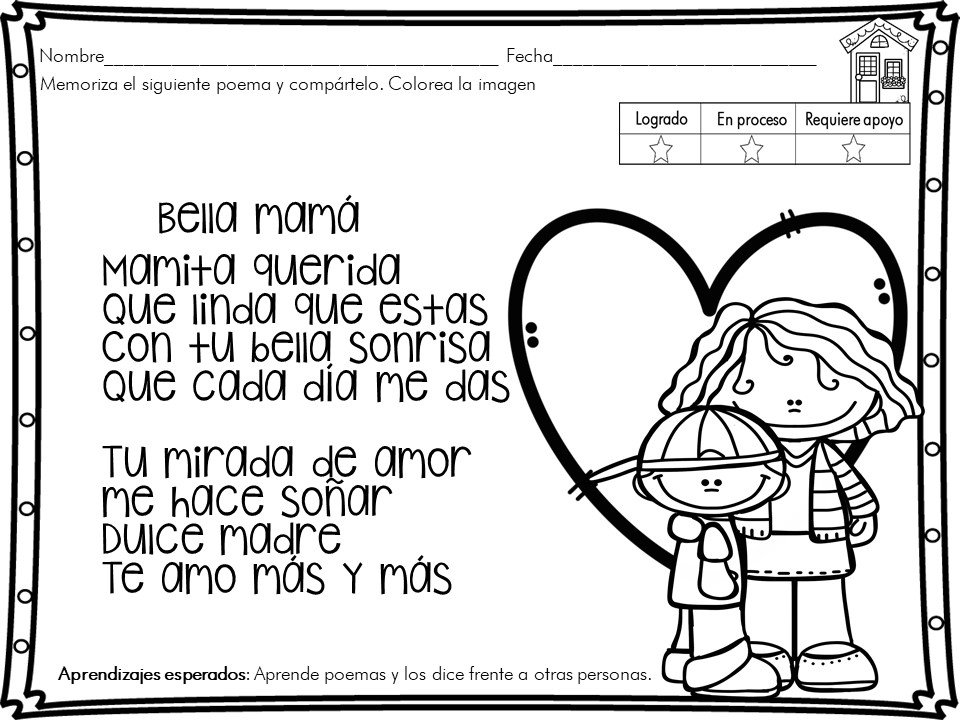 Nombre________________________________________ Fecha___________________________
Memoriza el siguiente poema y compártelo. Colorea la imagen
Logrado En proceso Requiere apoyo
Bella mamá
Mamita querida
Que linda que estas
con tu bella sonrisa
Que cada día me das
Tu mirada de amor
me hace soñar
Dulce madre
Te amo más y más
Aprendizajes esperados: Aprende poemas y los dice frente a otras personas.